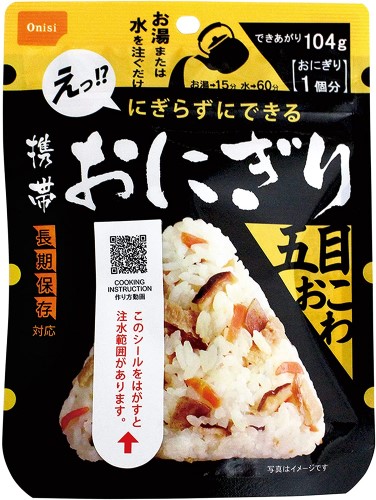 Onisi
お湯または
水を注ぐだけ
できあがり104g
[おにぎり]
1個分
お湯→15分 水→60分
えっ!?
にぎらずにできる
携帯
おにぎり
長期保存
対応
五目
おこわ
COOKING
INSTRUCTION
作り方動画
このシールをはがすと
注水範囲があります。
写真はイメージです